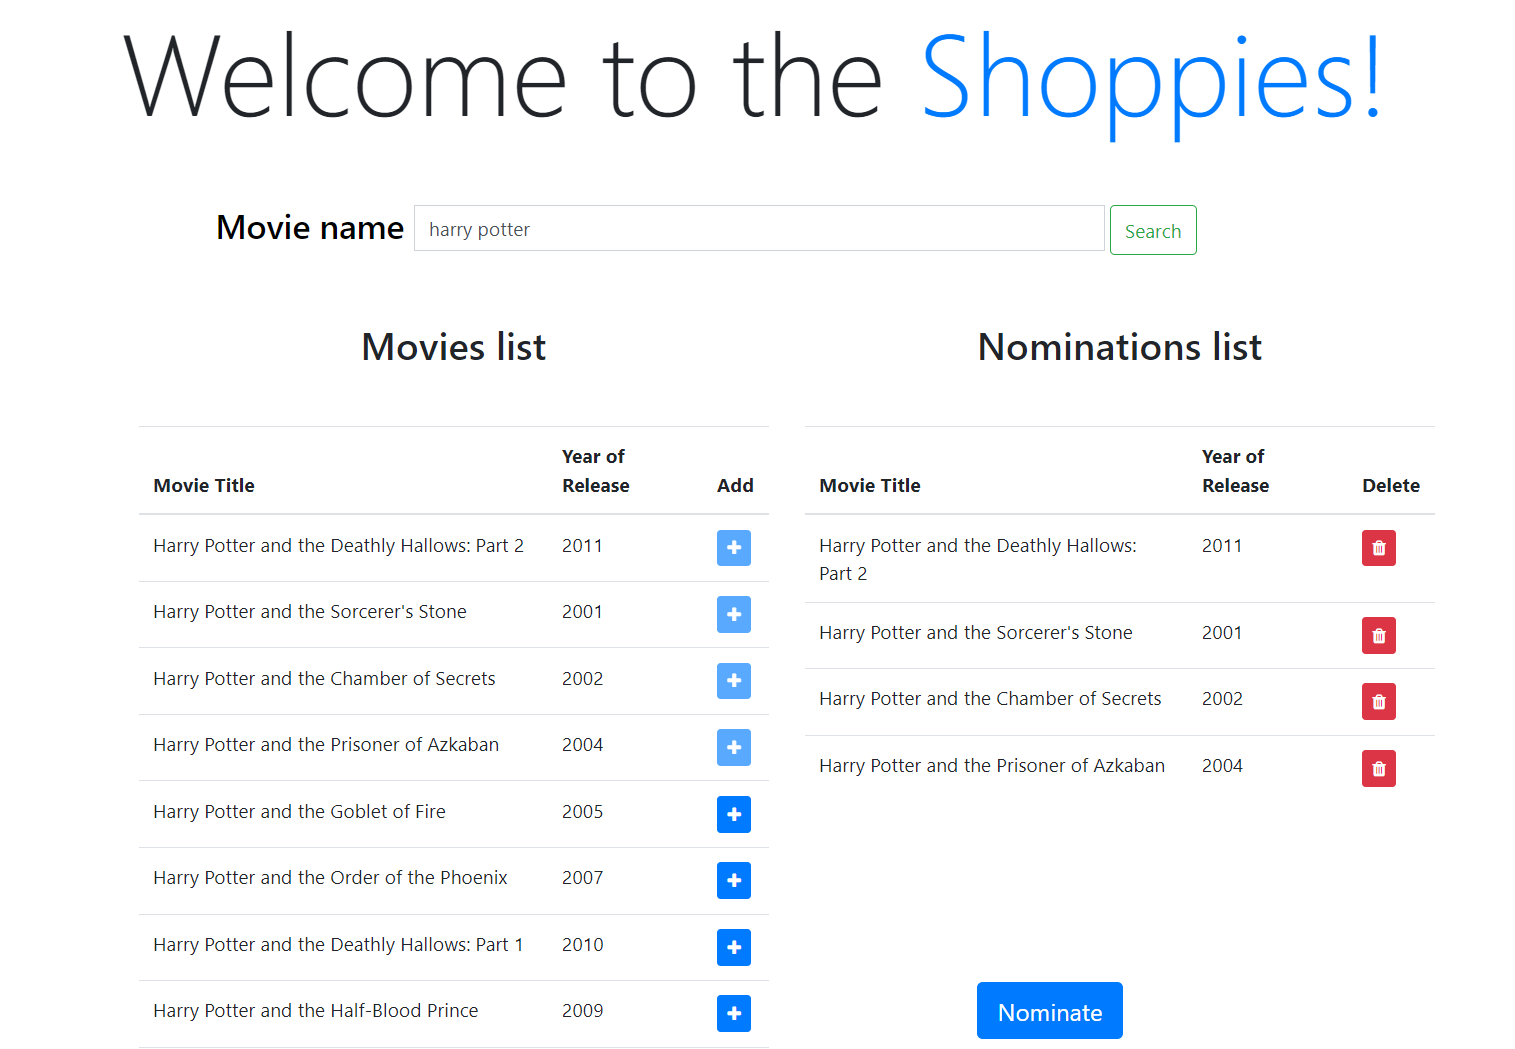 Welcome to the Shoppies!
Movie name harry potter Search
Movies list
Movie Title Year of Release Add
Harry Potter and the Deathly Hallows: Part 2 2011
Harry Potter and the Sorcerer's Stone 2001
Harry Potter and the Chamber of Secrets 2002
Harry Potter and the Prisoner of Azkaban 2004
Harry Potter and the Goblet of Fire 2005
Harry Potter and the Order of the Phoenix 2007
Harry Potter and the Deathly Hallows: Part 1 2010
Harry Potter and the Half-Blood Prince 2009
Nominations list
Movie Title Year of Release Delete
Harry Potter and the Deathly Hallows: Part 2 2011
Harry Potter and the Sorcerer's Stone 2001
Harry Potter and the Chamber of Secrets 2002
Harry Potter and the Prisoner of Azkaban 2004
Nominate